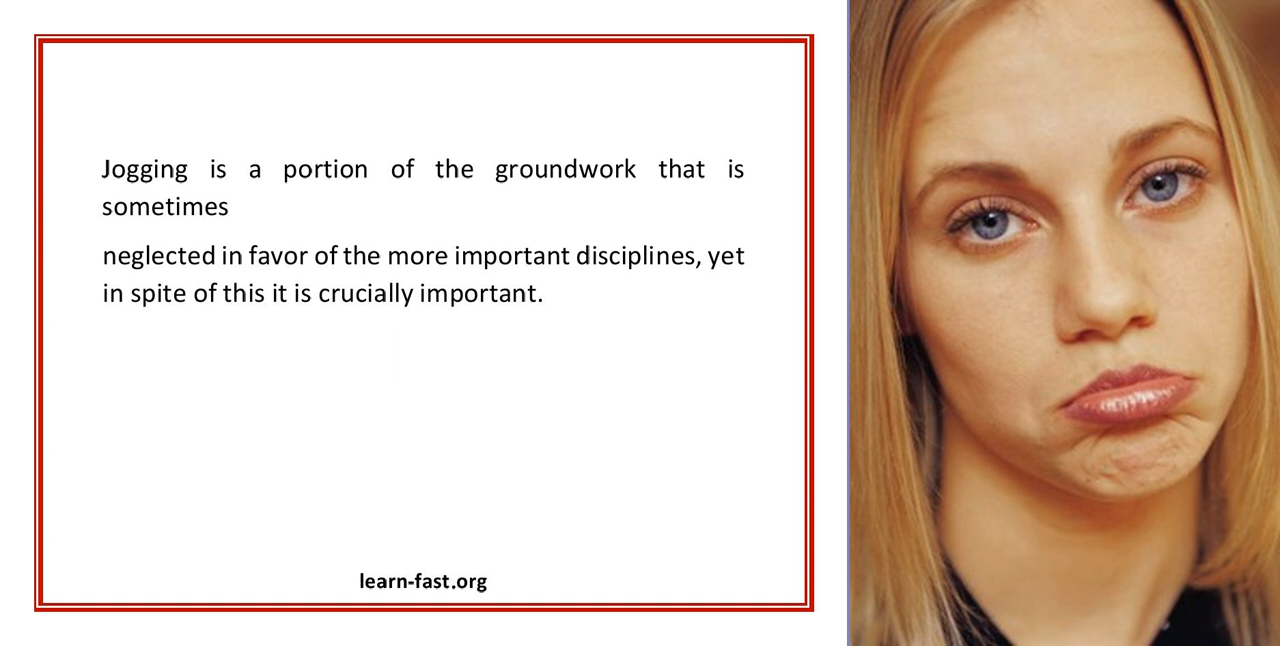 Jogging is a portion of the groundwork that is
sometimes
neglected in favor of the more important disciplines, yet
in spite of this it is crucially important.
learn-fast.org